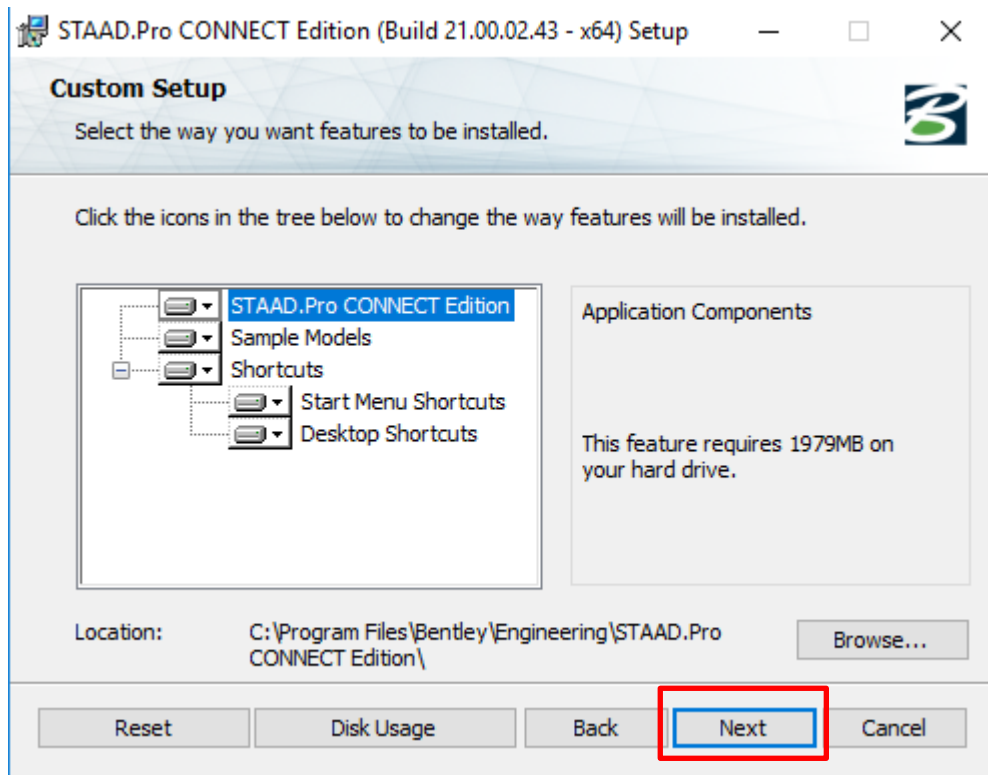 STAAD.Pro CONNECT Edition (Build 21.00.02.43 - x64) Setup
Custom Setup
Select the way you want features to be installed.
Click the icons in the tree below to change the way features will be installed.
STAAD.Pro CONNECT Edition
Sample Models
Shortcuts
Start Menu Shortcuts
Desktop Shortcuts
Application Components
This feature requires 1979MB on
your hard drive.
Location:
C:\Program Files\Bentley\Engineering\STAAD.Pro
CONNECT Edition\
Browse...
Reset
Disk Usage
Back
Next
Cancel